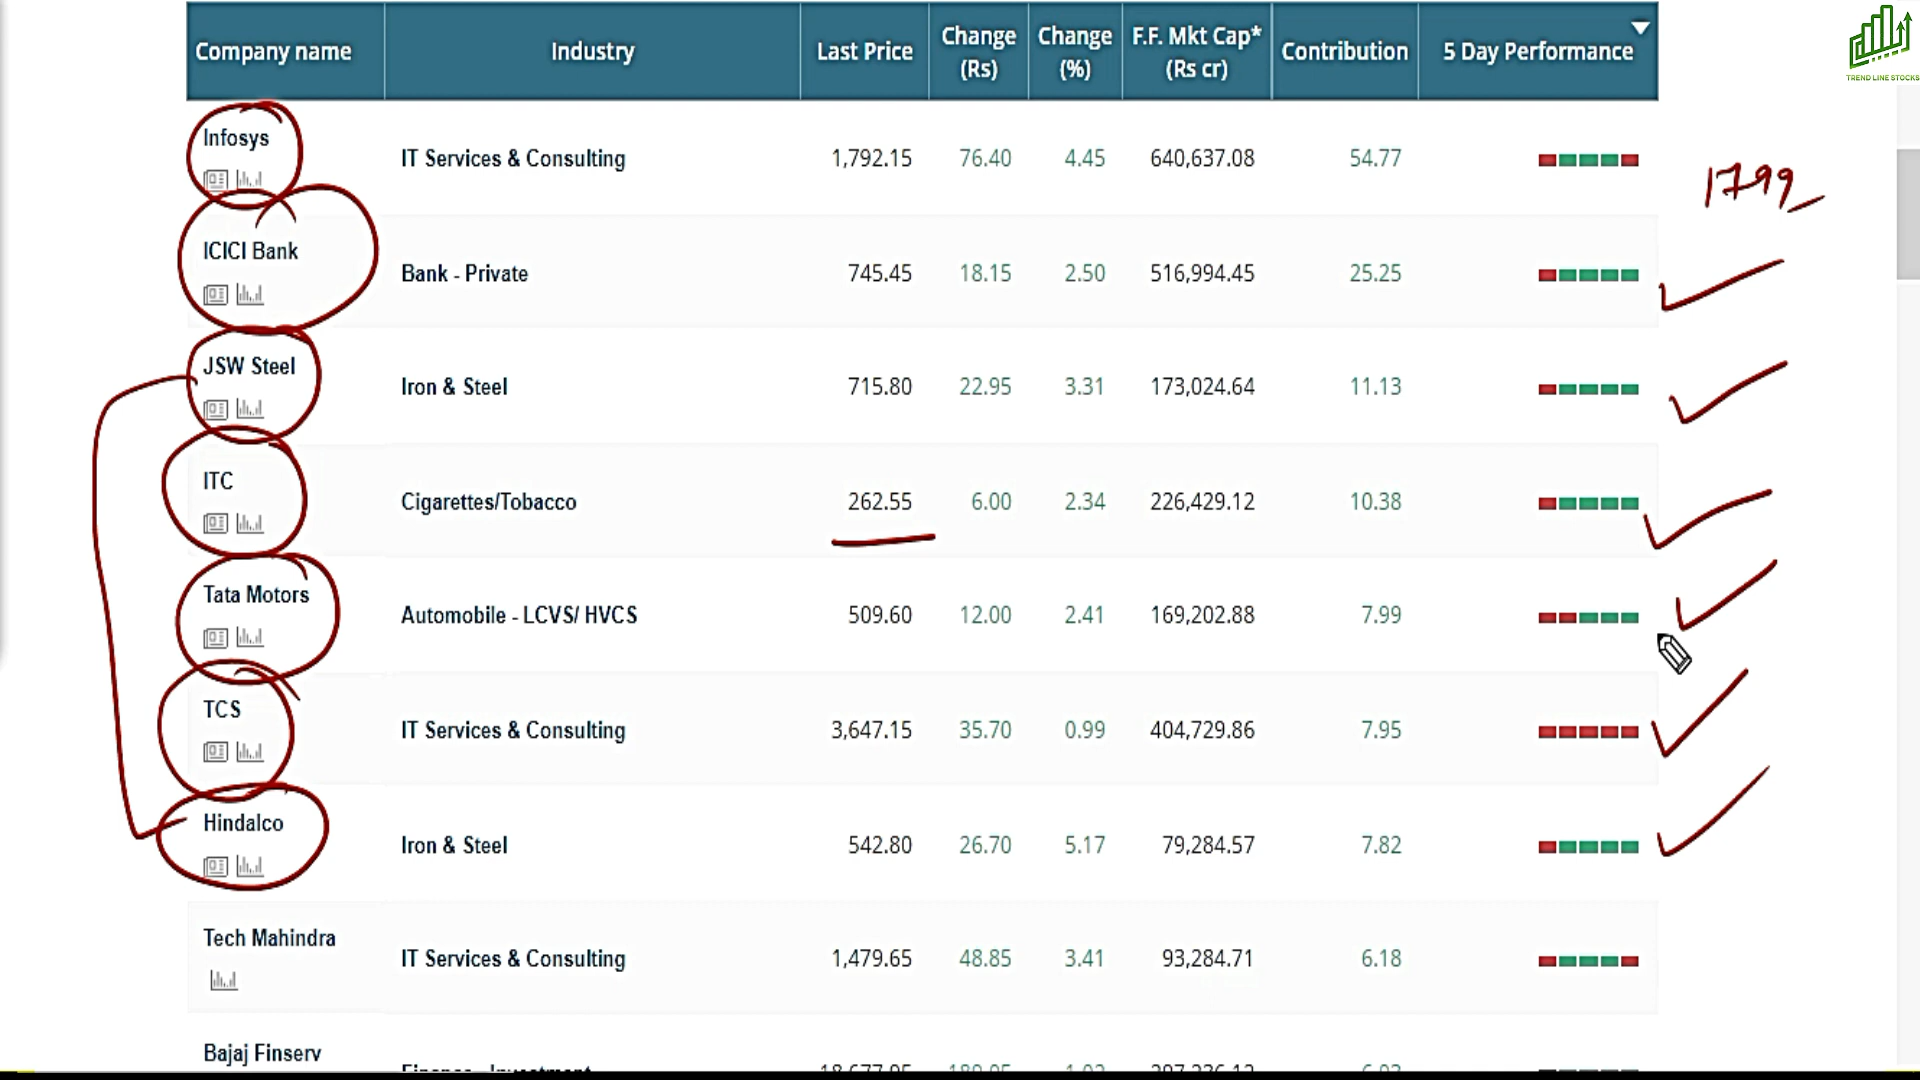 Company name Industry Last Price Change (Rs) Change (%) F.F. Mkt Cap* (Rs cr) Contribution 5 Day Performance
TREND LINE STOCKS
Infosys IT Services & Consulting 1,792.15 76.40 4.45 640,637.08 54.77
1799
ICICI Bank Bank - Private 745.45 18.15 2.50 516,994.45 25.25
JSW Steel Iron & Steel 715.80 22.95 3.31 173,024.64 11.13
ITC Cigarettes/Tobacco 262.55 6.00 2.34 226,429.12 10.38
Tata Motors Automobile - LCVS/ HVCS 509.60 12.00 2.41 169,202.88 7.99
TCS IT Services & Consulting 3,647.15 35.70 0.99 404,729.86 7.95
Hindalco Iron & Steel 542.80 26.70 5.17 79,284.57 7.82
Tech Mahindra IT Services & Consulting 1,479.65 48.85 3.41 93,284.71 6.18
Bajaj Finserv